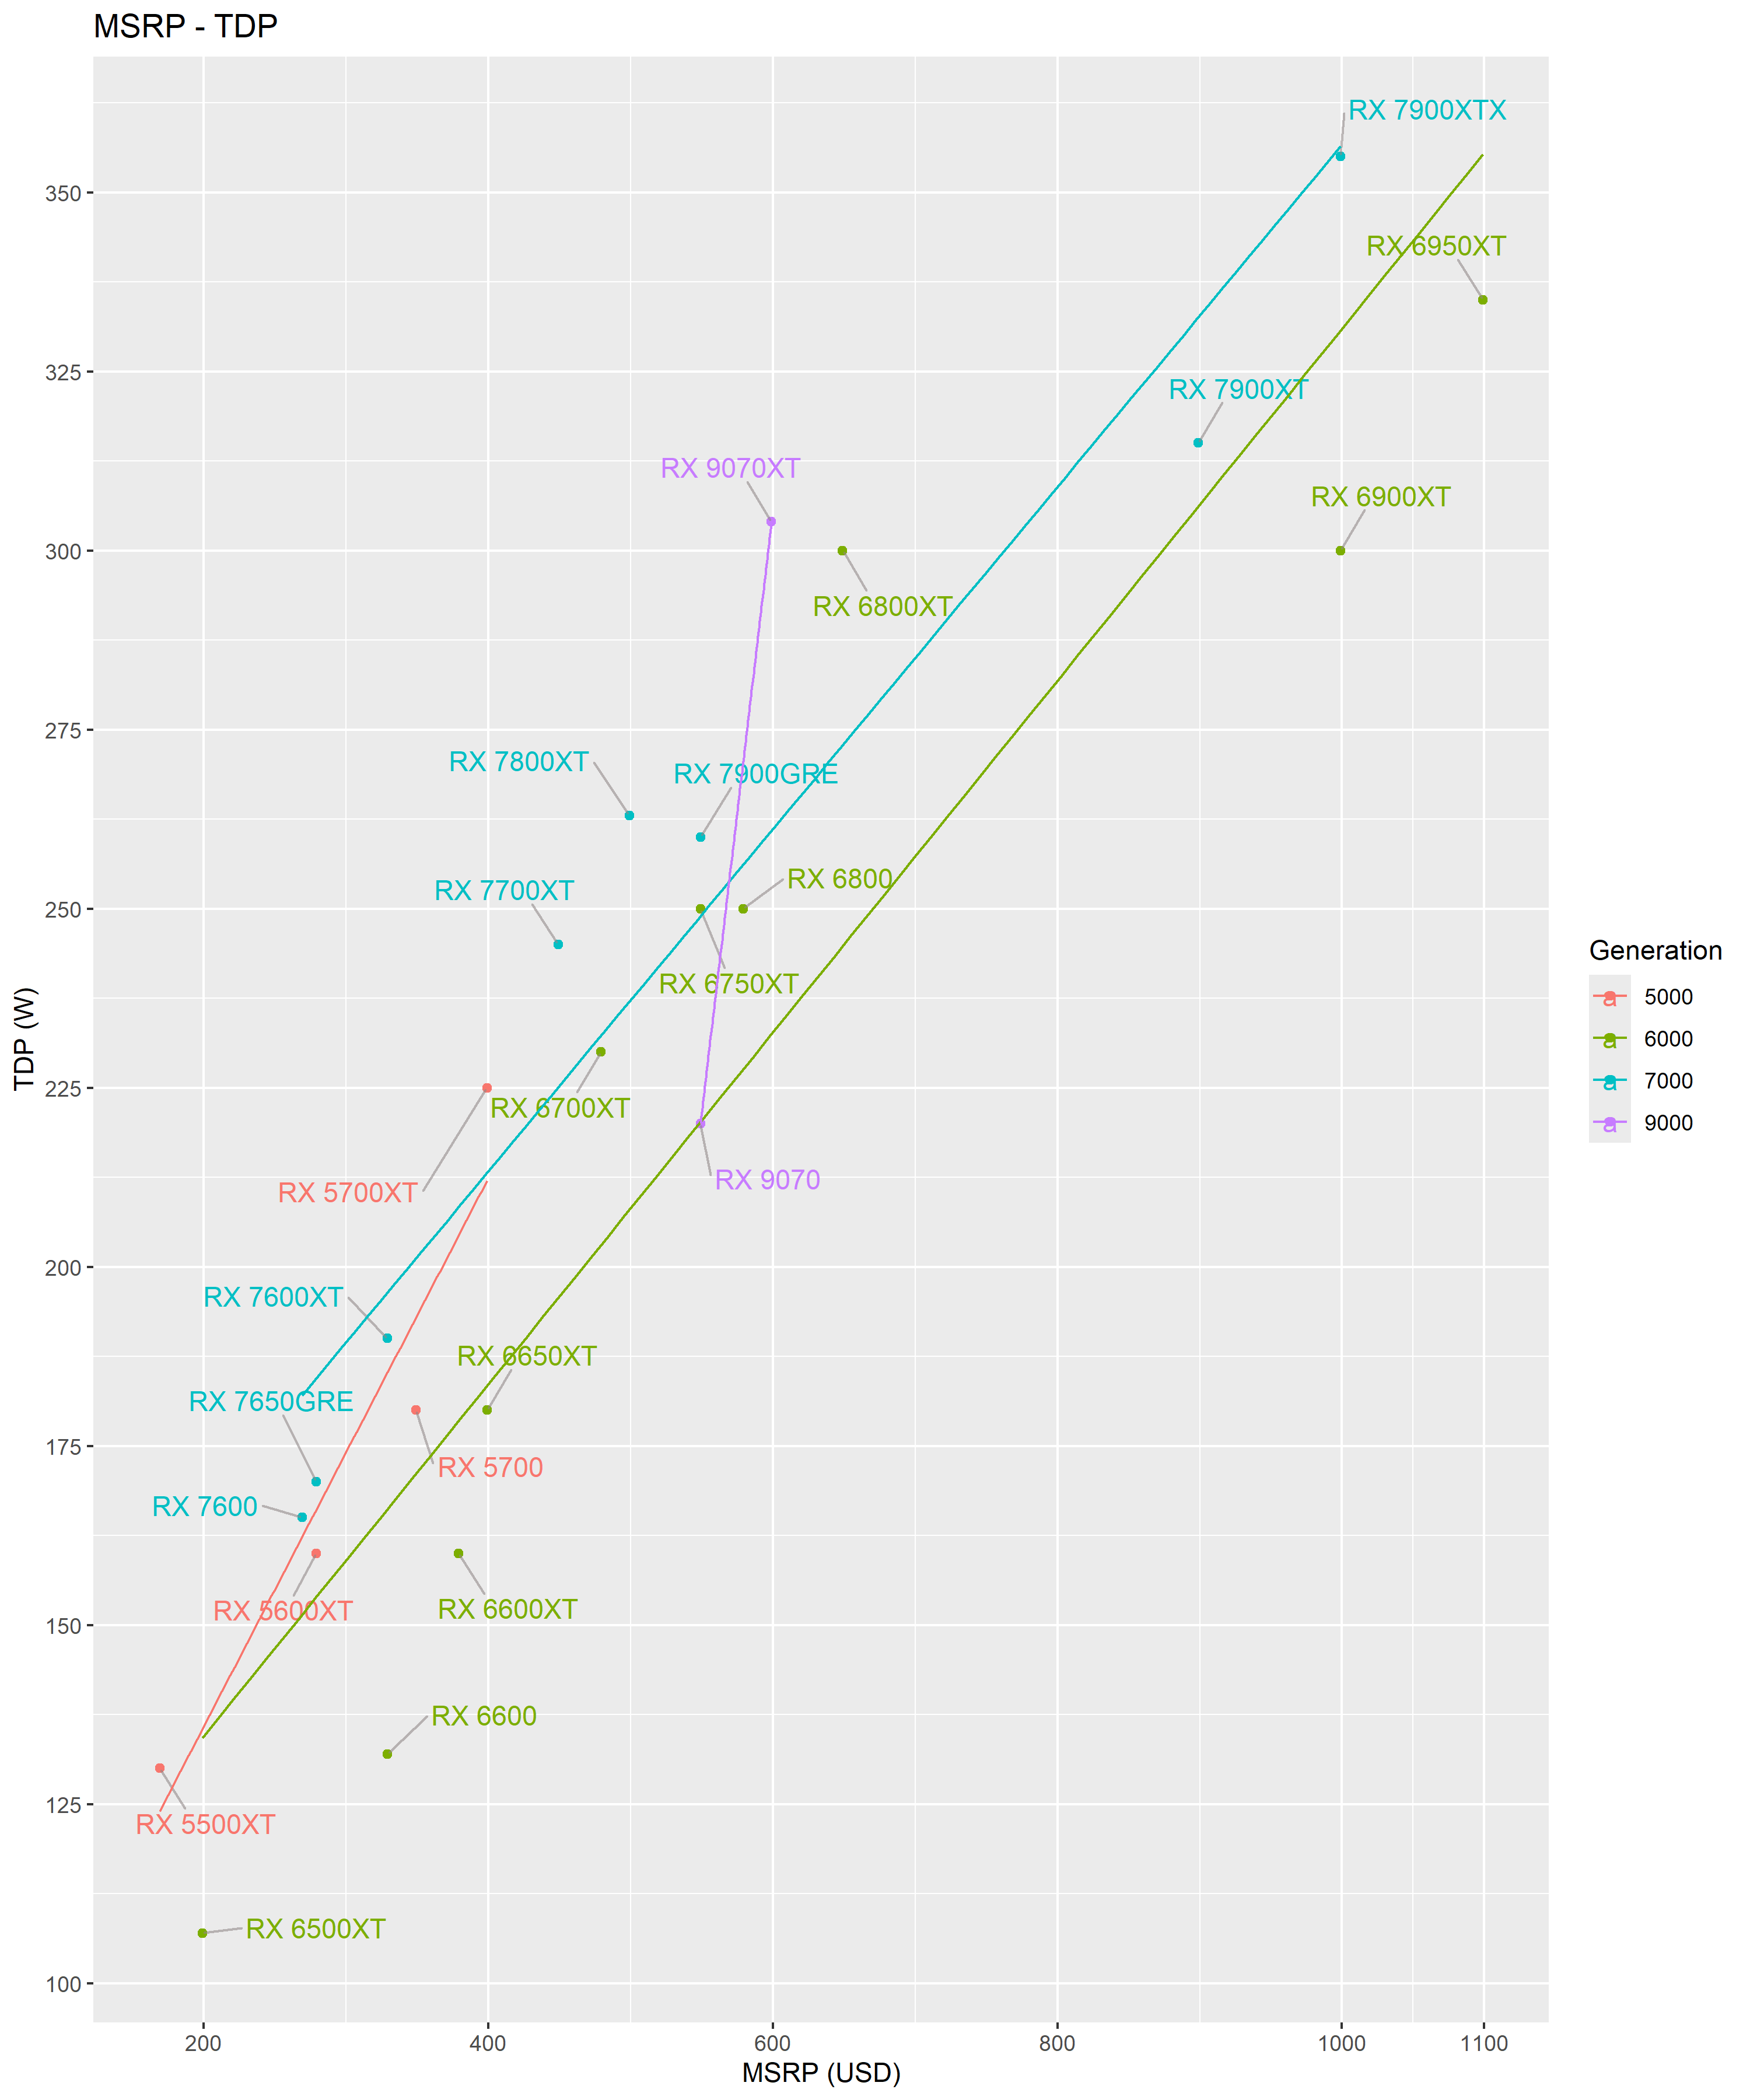 MSRP - TDP
RX 7900XTX
350
RX 6950XT
325
RX 7900XT
RX 9070XT
RX 6900XT
300
RX 6800XT
275
RX 7800XT
RX 7900GRE
RX 7700XT
RX 6800
250
RX 6750XT
TDP (W)
225
RX 6700XT
RX 9070
RX 5700XT
200
RX 7600XT
RX 6650XT
RX 7650GRE
175
RX 5700
RX 7600
RX 5600XT
RX 6600XT
150
RX 6600
125
RX 5500XT
RX 6500XT
100
200 400 600 800 1000 1100
MSRP (USD)
Generation
a 5000
a 6000
a 7000
a 9000